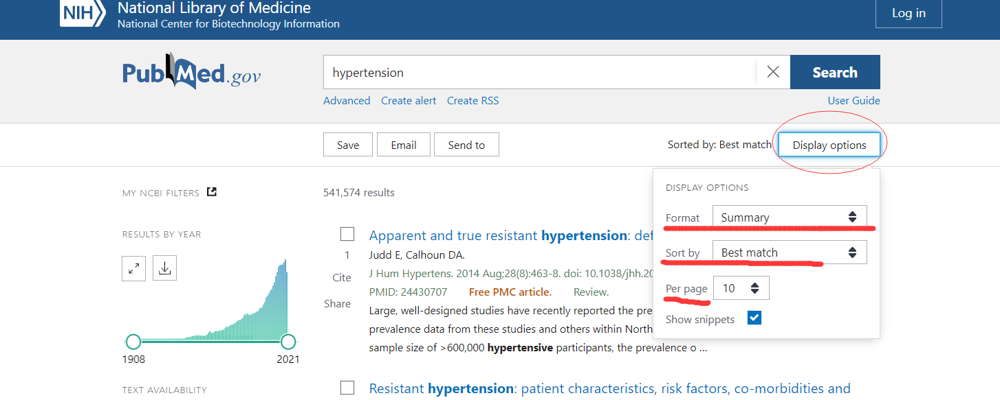 NIH
National Library of Medicine
National Center for Biotechnology Information
Log in
PubMed.gov
hypertension
Search
Advanced Create alert Create RSS
User Guide
Save Email Send to
Sorted by: Best match Display options
DISPLAY OPTIONS
Format Summary
Sort by Best match
Per page 10
Show snippets
MY NCBI FILTERS
541,574 results
RESULTS BY YEAR
1908 2021
TEXT AVAILABILITY
Apparent and true resistant hypertension: def
1 Judd E, Calhoun DA.
Cite J Hum Hypertens. 2014 Aug;28(8):463-8. doi: 10.1038/jhh.20
PMID: 24430707 Free PMC article. Review.
Share
Large, well-designed studies have recently reported the pre
prevalence data from these studies and others within North
sample size of >600,000 hypertensive participants, the prevalence o ...
Resistant hypertension: patient characteristics, risk factors, co-morbidities and